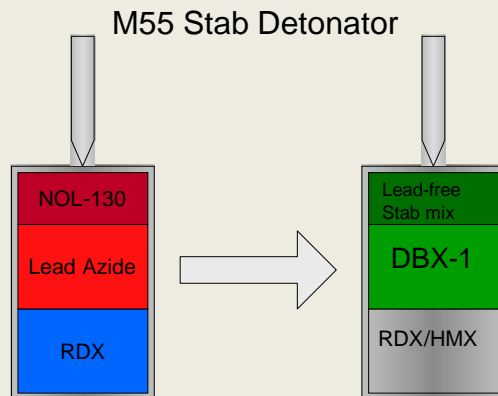 M55 Stab Detonator
NOL-130
Lead Azide
RDX
Lead-free
Stab mix
DBX-1
RDX/HMX